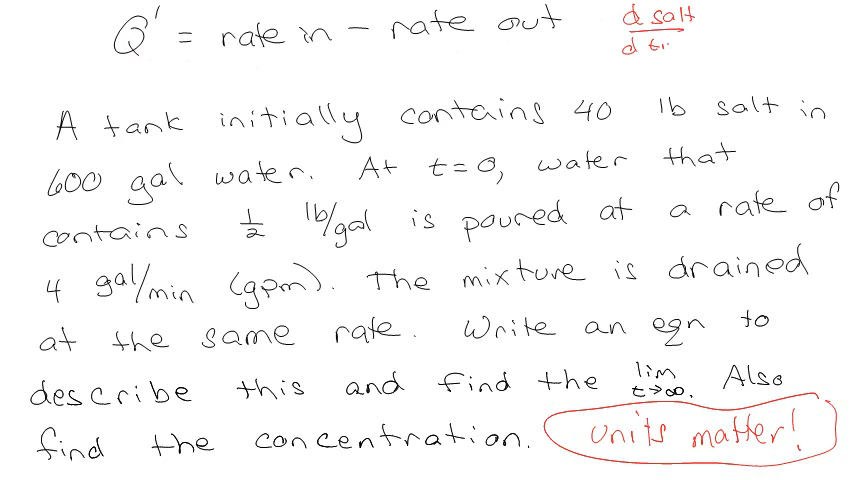 Q' = rate in - rate out
d salt
d t
A tank initially contains 40 lb salt in
600 gal water. At t=0, water that
contains 1/2 lb/gal is poured at a rate of
4 gal/min (gpm). The mixture is drained
at the same rate. Write an eqn to
describe this and find the lim t→∞. Also
find the concentration. units matter!